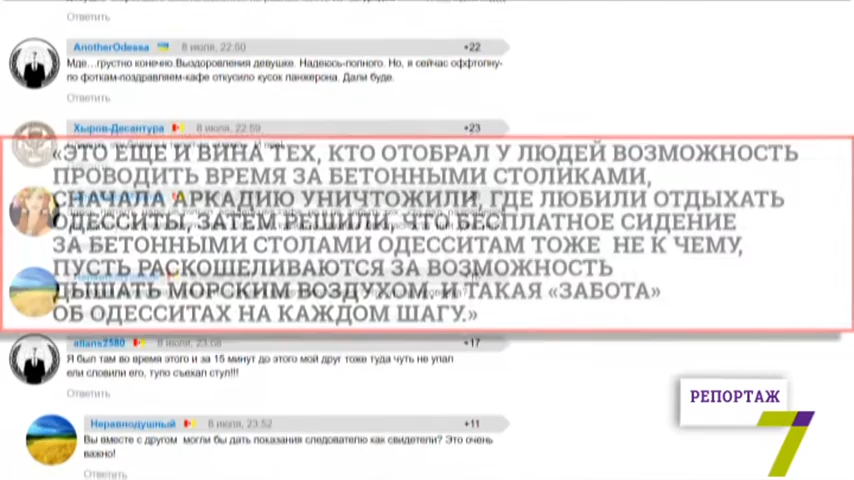 Ответить
AnotherOdessa 8 июля, 22:50 +22
Мде...грустно конечно.Выздоровления девушке. Надеюсь-полного. Но, я сейчас оффтопну-
по фоткам-поздравляем-кафе откусило кусок ланжерона. Дали буде.
Ответить
Хыров-Десантура 8 июля, 22:59 +23
«ЭТО ЕЩЕ И ВИНА ТЕХ, КТО ОТОБРАЛ У ЛЮДЕЙ ВОЗМОЖНОСТЬ
ПРОВОДИТЬ ВРЕМЯ ЗА БЕТОННЫМИ СТОЛИКАМИ,
СНАЧАЛА АРКАДИЮ УНИЧТОЖИЛИ, ГДЕ ЛЮБИЛИ ОТДЫХАТЬ
ОДЕССИТЫ, ЗАТЕМ РЕШИЛИ, ЧТО БЕСПЛАТНОЕ СИДЕНИЕ
ЗА БЕТОННЫМИ СТОЛАМИ ОДЕССИТАМ ТОЖЕ НЕ К ЧЕМУ,
ПУСТЬ РАСКОШЕЛИВАЮТСЯ ЗА ВОЗМОЖНОСТЬ
ДЫШАТЬ МОРСКИМ ВОЗДУХОМ. И ТАКАЯ «ЗАБОТА»
ОБ ОДЕССИТАХ НА КАЖДОМ ШАГУ.»
atlans2580 8 июля, 23:08 +17
Я был там во время этого и за 15 минут до этого мой друг тоже туда чуть не упал
ели словили его, тупо съехал стул!!!
Ответить
Неравнодушный 8 июля, 23:52 +11
Вы вместе с другом могли бы дать показания следователю как свидетели? Это очень
важно!
Ответить
РЕПОРТАЖ
7